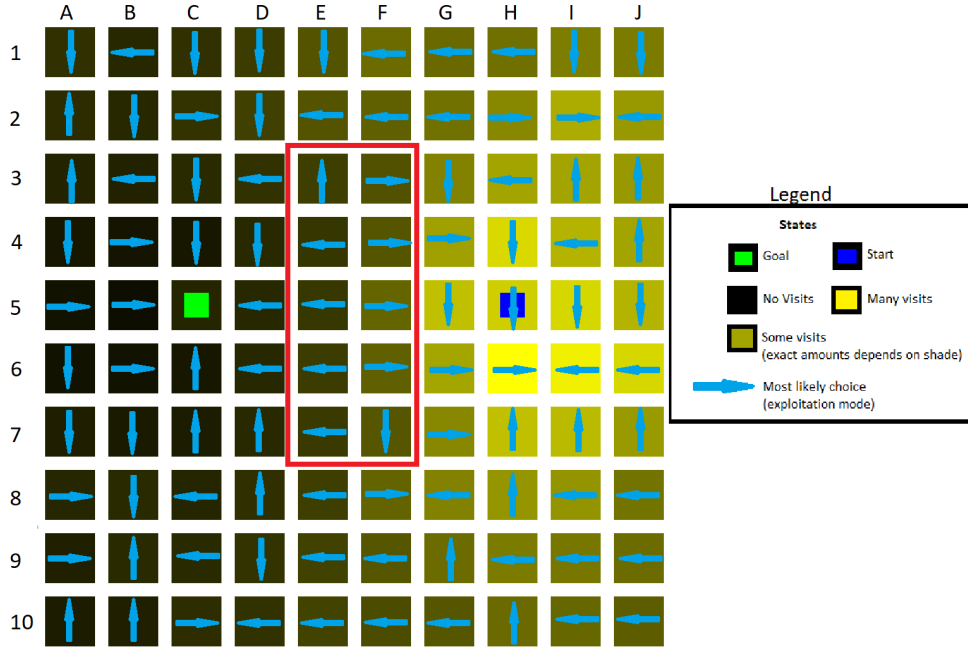 A B C D E F G H I J
1
2
3
Legend
4
States
Goal
Start
5
No Visits
Many visits
Some visits
(exact amounts depends on shade)
6
Most likely choice
(exploitation mode)
7
8
9
10